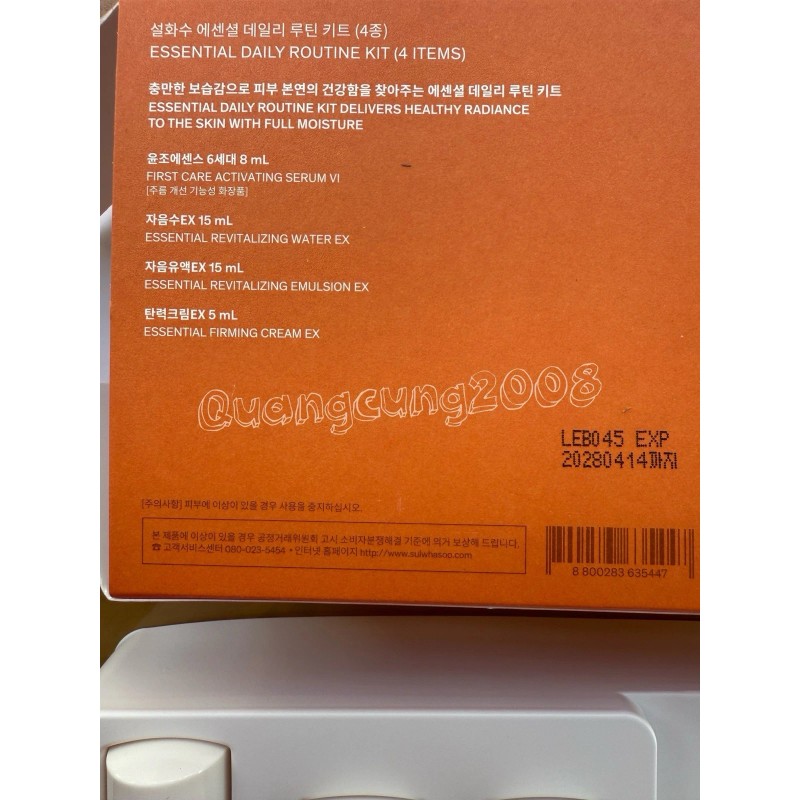 설화수 에센셜 데일리 루틴 키트 (4종)
ESSENTIAL DAILY ROUTINE KIT (4 ITEMS)
충만한 보습감으로 피부 본연의 건강함을 찾아주는 에센셜 데일리 루틴 키트
ESSENTIAL DAILY ROUTINE KIT DELIVERS HEALTHY RADIANCE
TO THE SKIN WITH FULL MOISTURE
윤조에센스 6세대 8 mL
FIRST CARE ACTIVATING SERUM VI
[주름 개선 기능성 화장품]
자음수EX 15 mL
ESSENTIAL REVITALIZING WATER EX
자음유액EX 15 mL
ESSENTIAL REVITALIZING EMULSION EX
탄력크림EX 5 mL
ESSENTIAL FIRMING CREAM EX
Quangcung2008
LEB045 EXP
20280414까지
[주의사항] 피부에 이상이 있을 경우 사용을 중지하십시오.
본 제품에 이상이 있을 경우 공정거래위원회 고시 소비자분쟁해결 기준에 의거 보상해 드립니다.
☎ 고객서비스센터 080-023-5454 • 인터넷 홈페이지 http://www.sulwhasoo.com
8 800283 635447